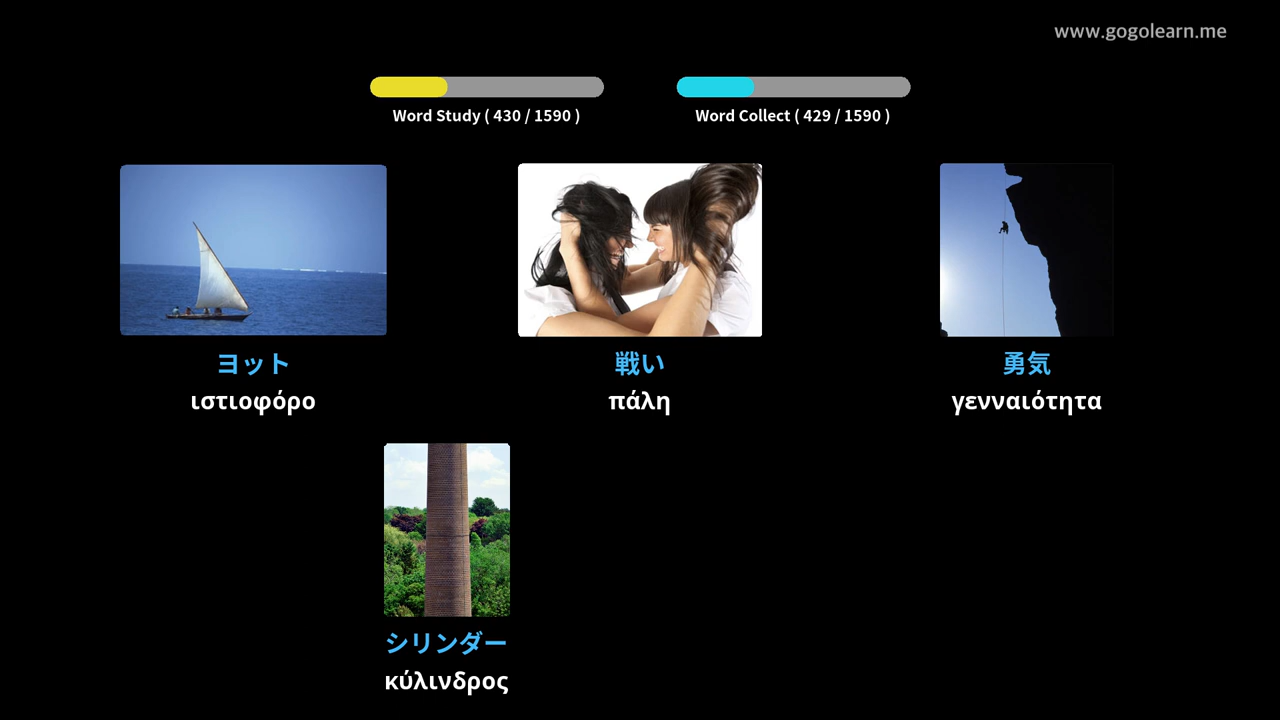 www.gogolearn.me
Word Study ( 430 / 1590 )
Word Collect ( 429 / 1590 )
ヨット
ιστιοφόρο
戦い
πάλη
勇気
γενναιότητα
シリンダー
κύλινδρος